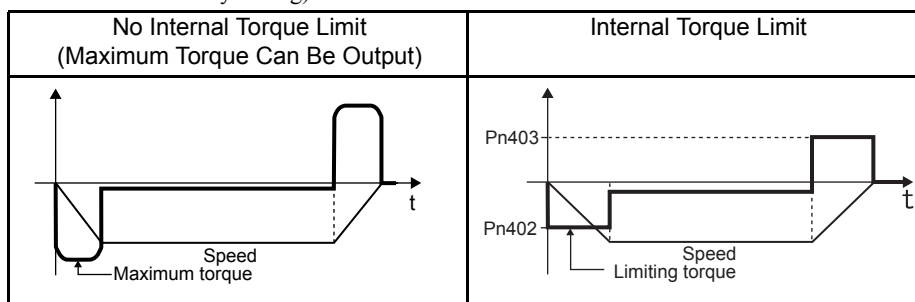 No Internal Torque Limit
(Maximum Torque Can Be Output)
Internal Torque Limit
t
Speed
Maximum torque
Pn403
Pn402
t
Speed
Limiting torque